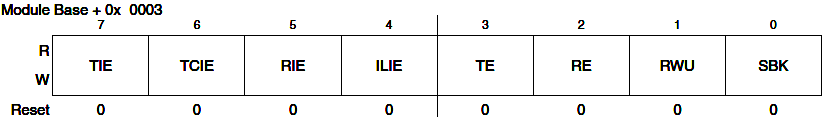 Module Base + 0x 0003
7 6 5 4 3 2 1 0
R
W
TIE TCIE RIE ILIE TE RE RWU SBK
Reset 0 0 0 0 0 0 0 0